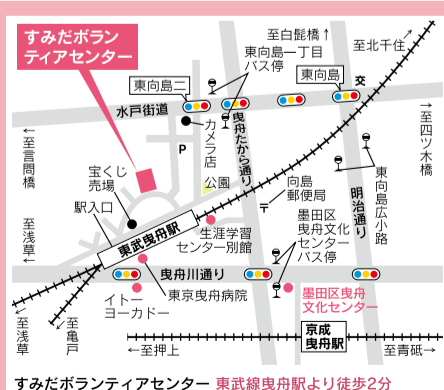 すみだボラン
ティアセンター
至白髭橋↑
至北千住→
東向島一丁目
バス停
東向島二
東向島
交
水戸街道
カメラ店
曳舟たから通り
P
←至言問橋
→至四ツ木橋
宝くじ
売場
公園
向島
郵便局
〒
明治通り
東向島広小路
駅入口
←至浅草
東武曳舟駅
生涯学習
センター別館
墨田区
曳舟文化
センター
バス停
曳舟川通り
イトー
ヨーカドー
東京曳舟病院
墨田区曳舟
文化センター
←至浅草
←至亀戸
京成
曳舟駅
←至押上
→至青砥
すみだボランティアセンター 東武線曳舟駅より徒歩2分